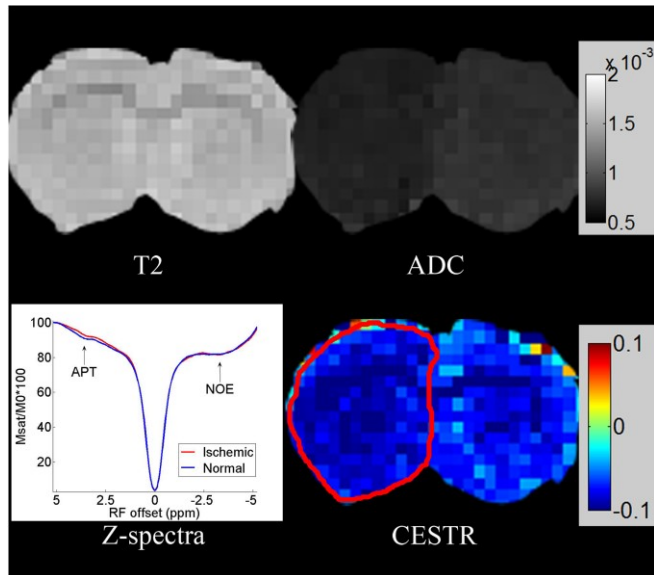 x 10⁻³
2
1.5
1
0.5
T2
ADC
100
80
60
40
20
Msat/M0*100
APT
NOE
Ischemic
Normal
5
2.5
0
-2.5
-5
RF offset (ppm)
0.1
0
-0.1
Z-spectra
CESTR